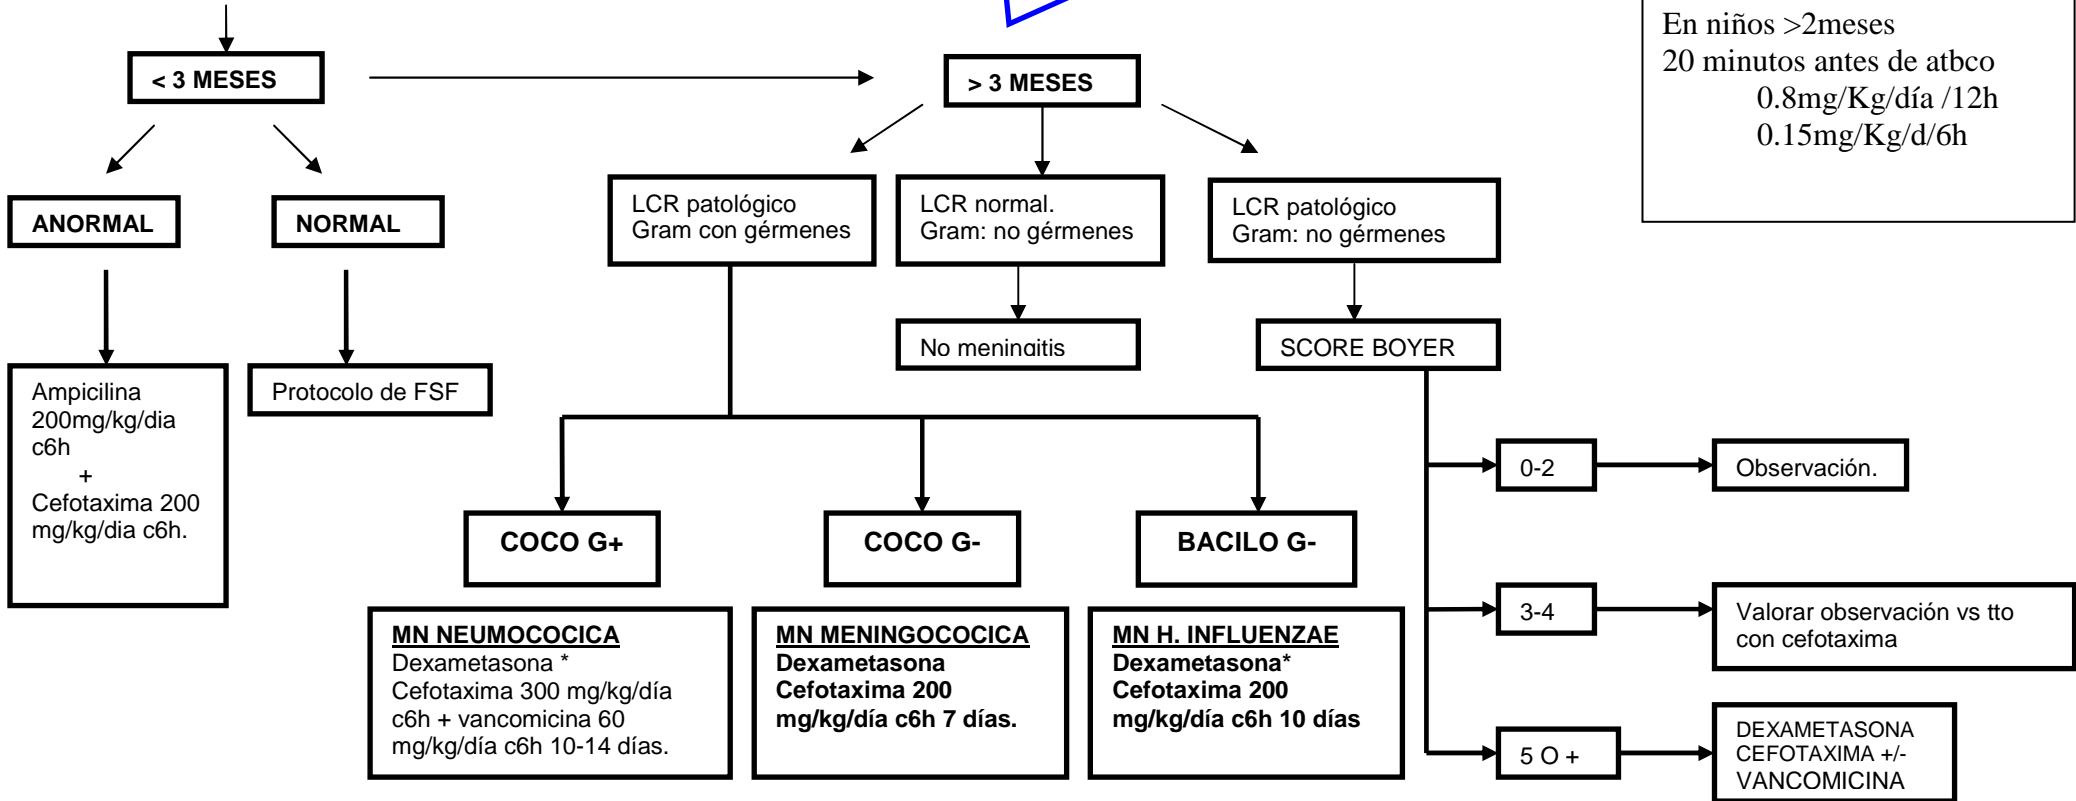 En niños >2meses
20 minutos antes de atbco
0.8mg/Kg/día /12h
0.15mg/Kg/d/6h
< 3 MESES
> 3 MESES
ANORMAL
NORMAL
LCR patológico
Gram con gérmenes
LCR normal.
Gram: no gérmenes
LCR patológico
Gram: no gérmenes
No meningitis
SCORE BOYER
Ampicilina
200mg/kg/dia
c6h
+
Cefotaxima 200
mg/kg/dia c6h.
Protocolo de FSF
0-2
Observación.
COCO G+
COCO G-
BACILO G-
3-4
Valorar observación vs tto
con cefotaxima
MN NEUMOCOCICA
Dexametasona *
Cefotaxima 300 mg/kg/día
c6h + vancomicina 60
mg/kg/día c6h 10-14 días.
MN MENINGOCOCICA
Dexametasona
Cefotaxima 200
mg/kg/día c6h 7 días.
MN H. INFLUENZAE
Dexametasona*
Cefotaxima 200
mg/kg/día c6h 10 días
5 O +
DEXAMETASONA
CEFOTAXIMA +/-
VANCOMICINA